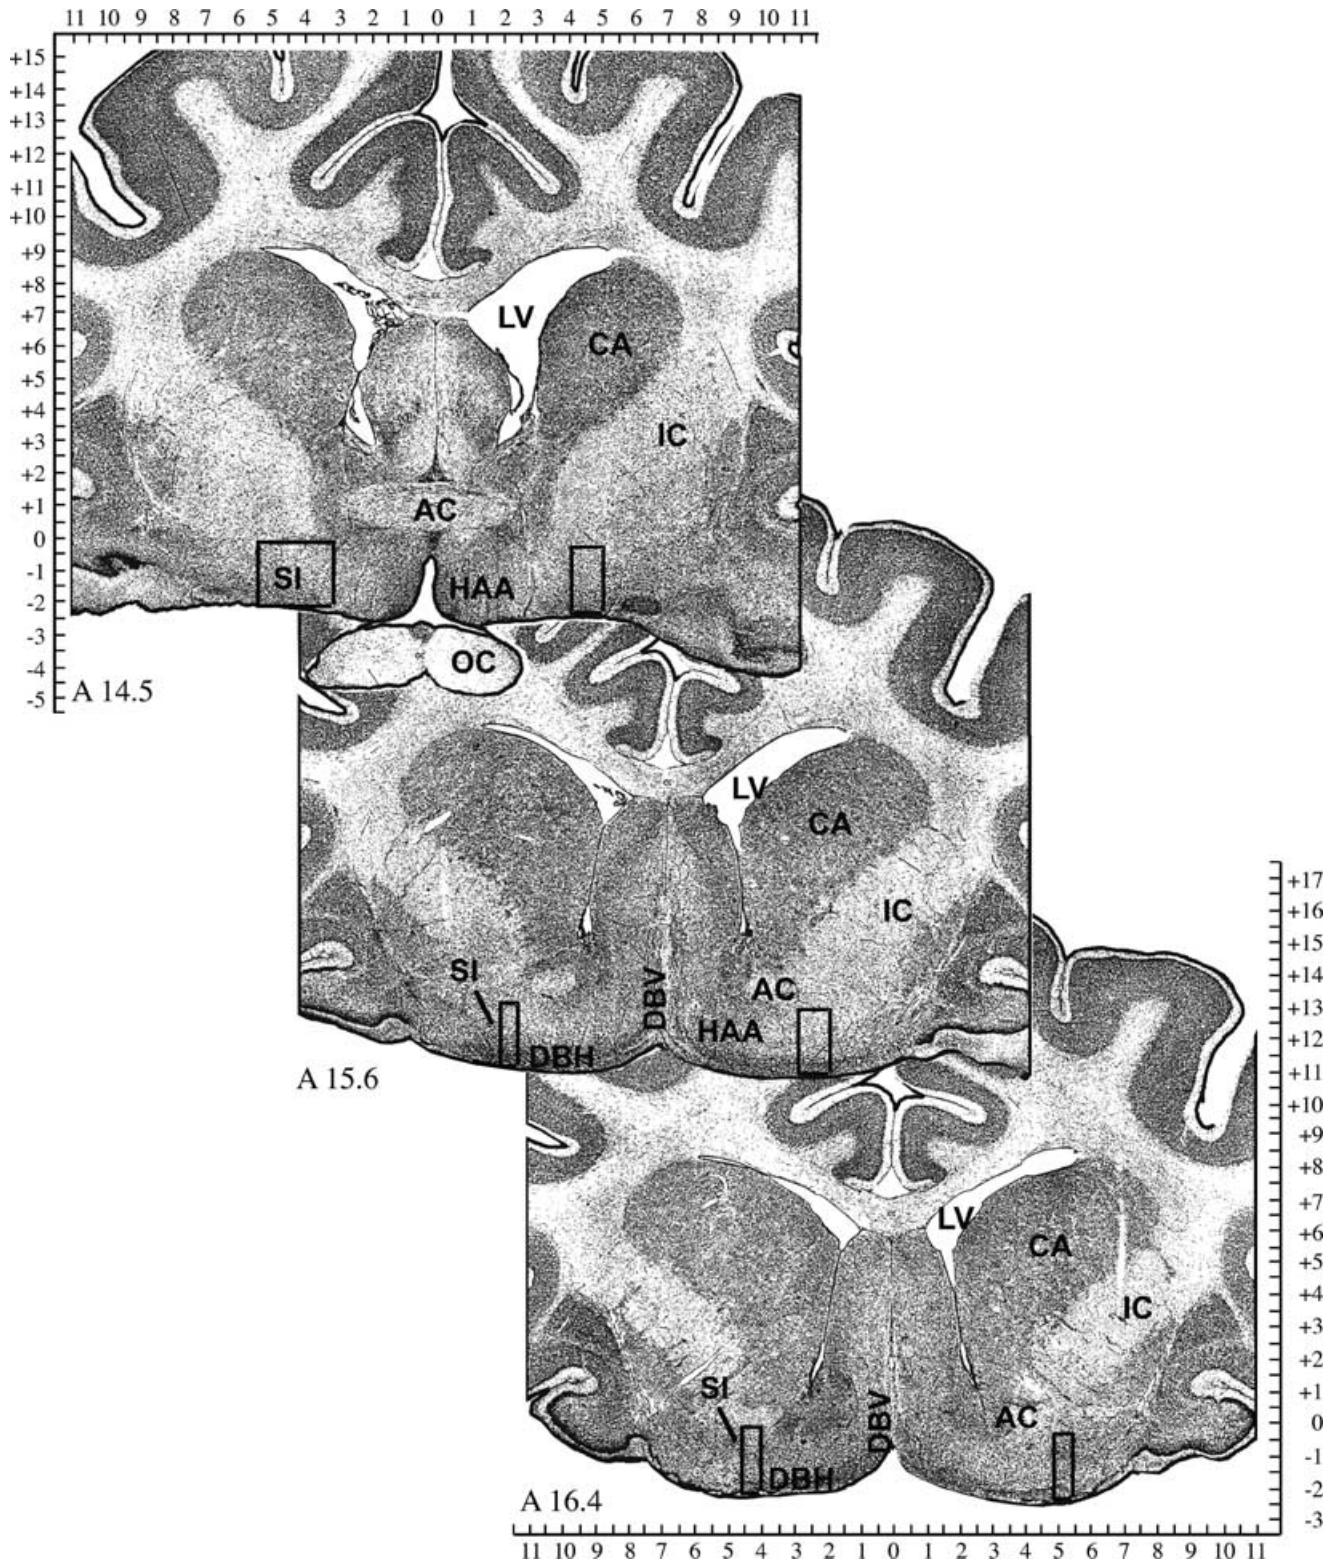 11 10 9 8 7 6 5 4 3 2 1 0 1 2 3 4 5 6 7 8 9 10 11
+15
+14
+13
+12
+11
+10
+9
+8
+7
+6
+5
+4
+3
+2
+1
0
-1
-2
-3
-4
-5
LV
CA
IC
AC
SI
HAA
OC
A 14.5
LV
CA
IC
SI
DBV
AC
HAA
DBH
A 15.6
+17
+16
+15
+14
+13
+12
+11
+10
+9
+8
+7
+6
+5
+4
+3
+2
+1
0
-1
-2
-3
LV
CA
IC
SI
DBV
AC
DBH
A 16.4
11 10 9 8 7 6 5 4 3 2 1 0 1 2 3 4 5 6 7 8 9 10 11